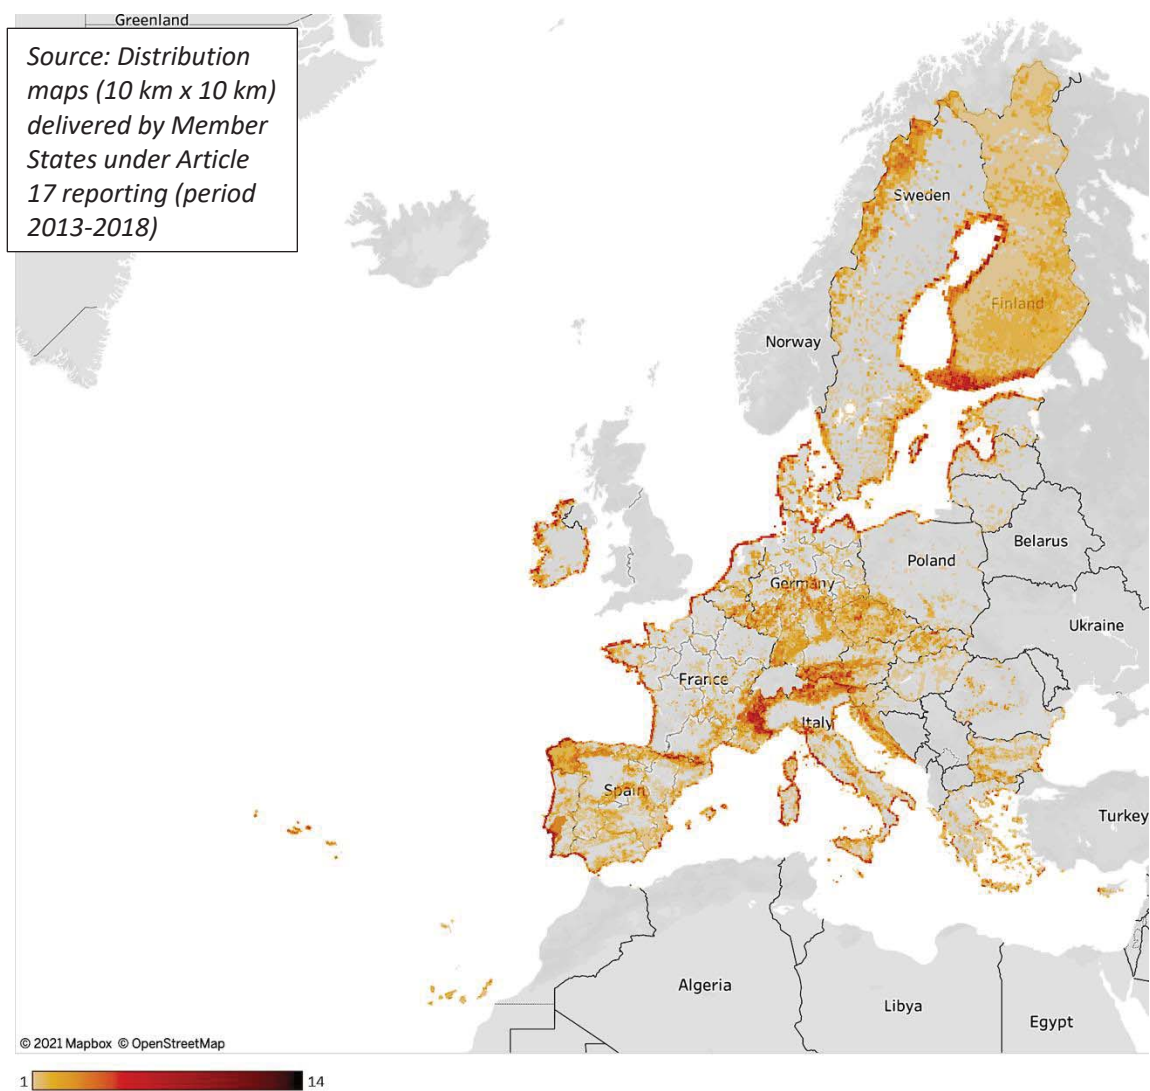 Greenland
Source: Distribution
maps (10 km x 10 km)
delivered by Member
States under Article
17 reporting (period
2013-2018)
Sweden
Finland
Norway
Belarus
Poland
Germany
Ukraine
France
Italy
Spain
Turkey
Algeria
Libya
Egypt
© 2021 Mapbox © OpenStreetMap
1 14